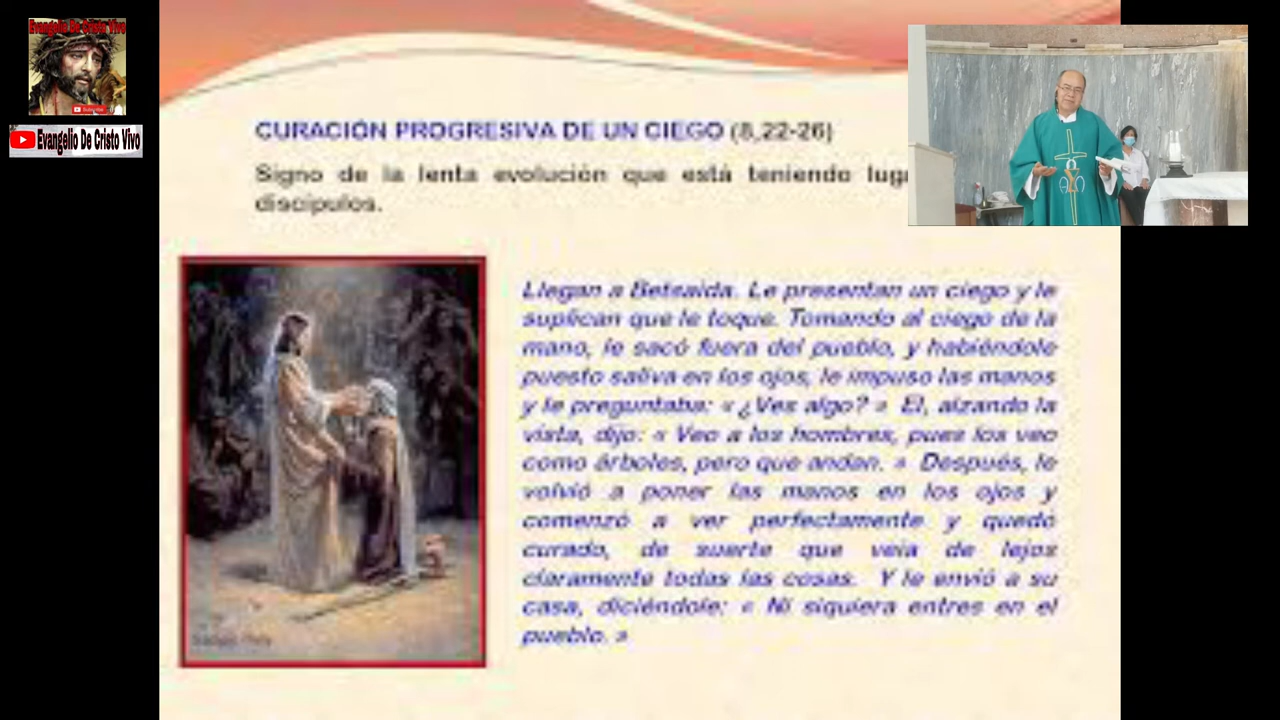 Evangelio De Cristo Vivo
Evangelio De Cristo Vivo
CURACIÓN PROGRESIVA DE UN CIEGO (8,22-26)
Signo de la lenta evolución que está teniendo
discípulos.
Llegan a Betsaida. Le presentan un ciego y le
suplican que le toque. Tomando al ciego de la
mano, le sacó fuera del pueblo, y habiéndole
puesto saliva en los ojos, le impuso las manos
y le preguntaba: « ¿Ves algo? » El, alzando la
vista, dijo: « Veo a los hombres, pues los veo
como árboles, pero que andan. » Después, le
volvió a poner las manos en los ojos y
comenzó a ver perfectamente y quedó
curado, de suerte que veía de lejos
claramente todas las cosas. Y le envió a su
casa, diciéndole: « Ni siquiera entres en el
pueblo. »